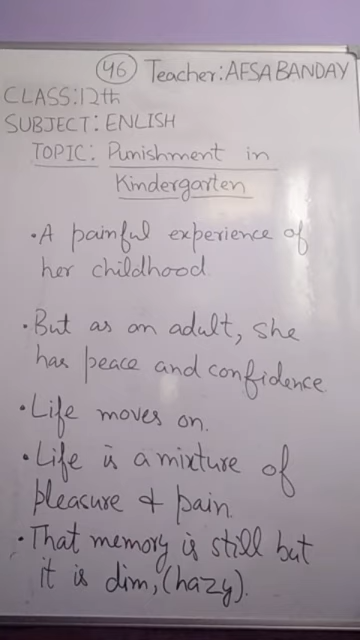 46 Teacher: AFSA BANDAY
CLASS: 12th
SUBJECT: ENLISH
TOPIC: Punishment in
Kindergarten
• A painful experience of
her childhood.
• But as an adult, she
has peace and confidence
• Life moves on.
• Life is a mixture of
pleasure & pain.
• That memory is still but
it is dim, (hazy).